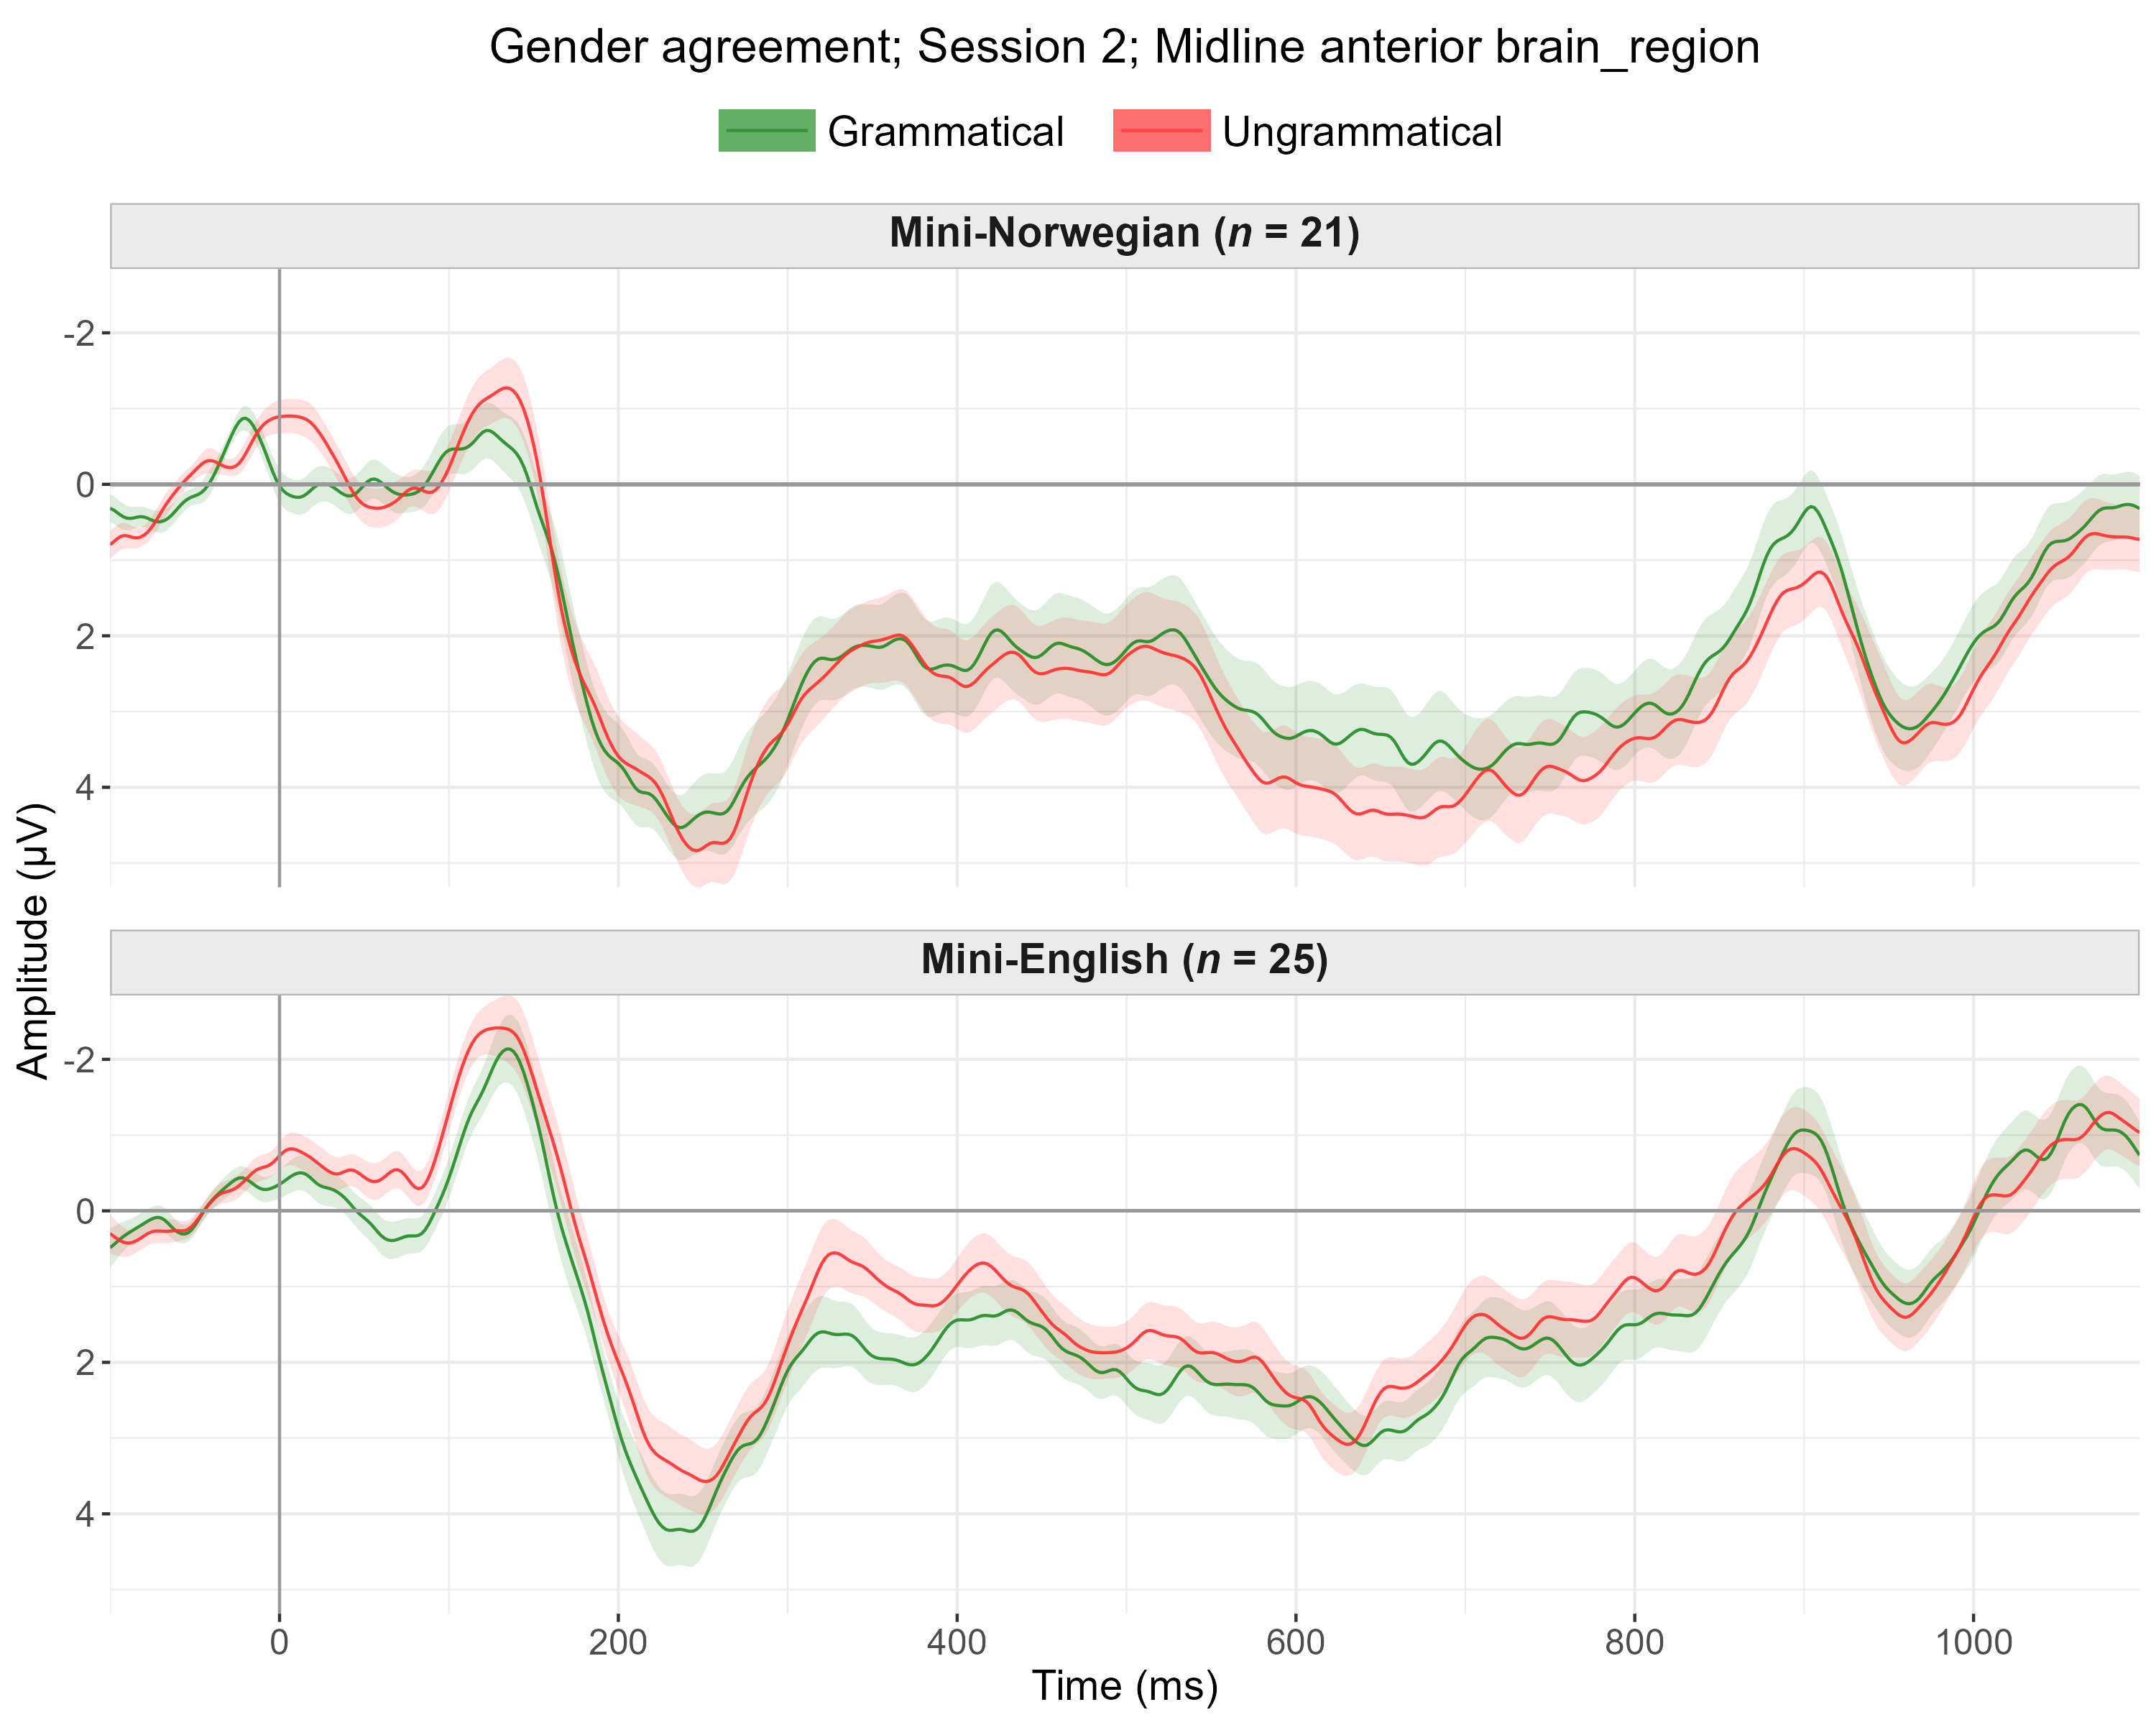 Gender agreement; Session 2; Midline anterior brain_region
Grammatical Ungrammatical
Mini-Norwegian (n = 21)
-2
0
2
4
Mini-English (n = 25)
-2
0
2
4
0 200 400 600 800 1000
Time (ms)
Amplitude (µV)